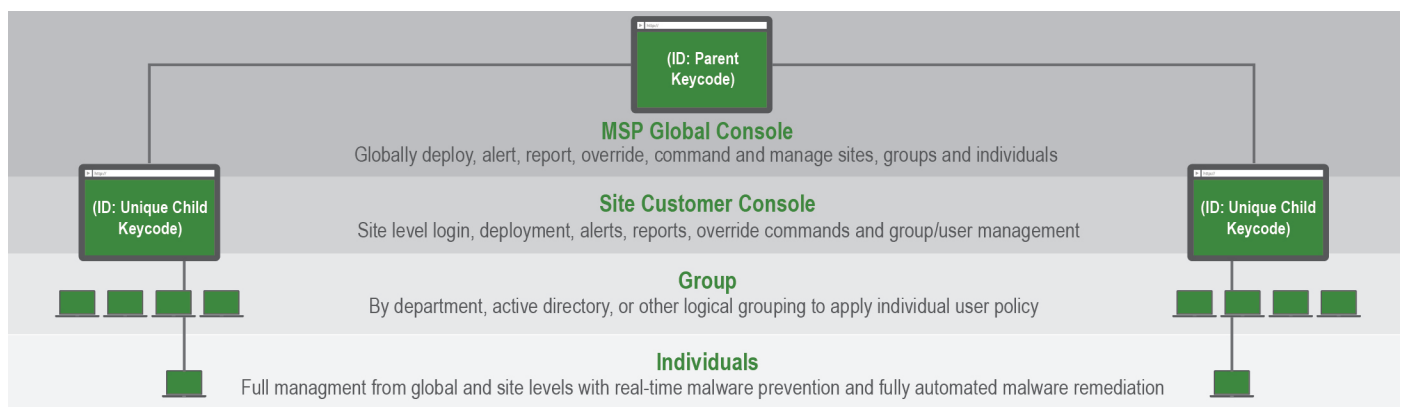 (ID: Parent
Keycode)
MSP Global Console
Globally deploy, alert, report, override, command and manage sites, groups and individuals
(ID: Unique Child
Keycode)
Site Customer Console
Site level login, deployment, alerts, reports, override commands and group/user management
(ID: Unique Child
Keycode)
Group
By department, active directory, or other logical grouping to apply individual user policy
Individuals
Full managment from global and site levels with real-time malware prevention and fully automated malware remediation